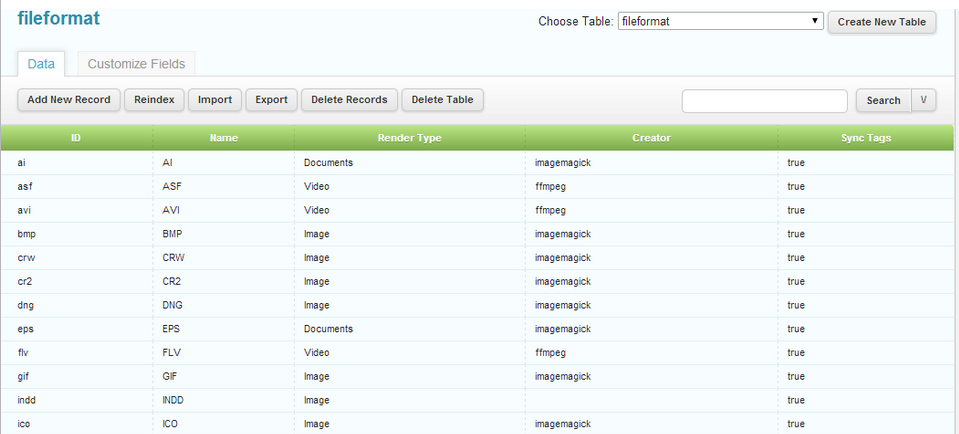 fileformat
Choose Table: fileformat Create New Table
Data Customize Fields
Add New Record Reindex Import Export Delete Records Delete Table Search V
ID Name Render Type Creator Sync Tags
ai AI Documents imagemagick true
asf ASF Video ffmpeg true
avi AVI Video ffmpeg true
bmp BMP Image imagemagick true
crw CRW Image imagemagick true
cr2 CR2 Image imagemagick true
dng DNG Image imagemagick true
eps EPS Documents imagemagick true
flv FLV Video ffmpeg true
gif GIF Image imagemagick true
indd INDD Image true
ico ICO Image imagemagick true